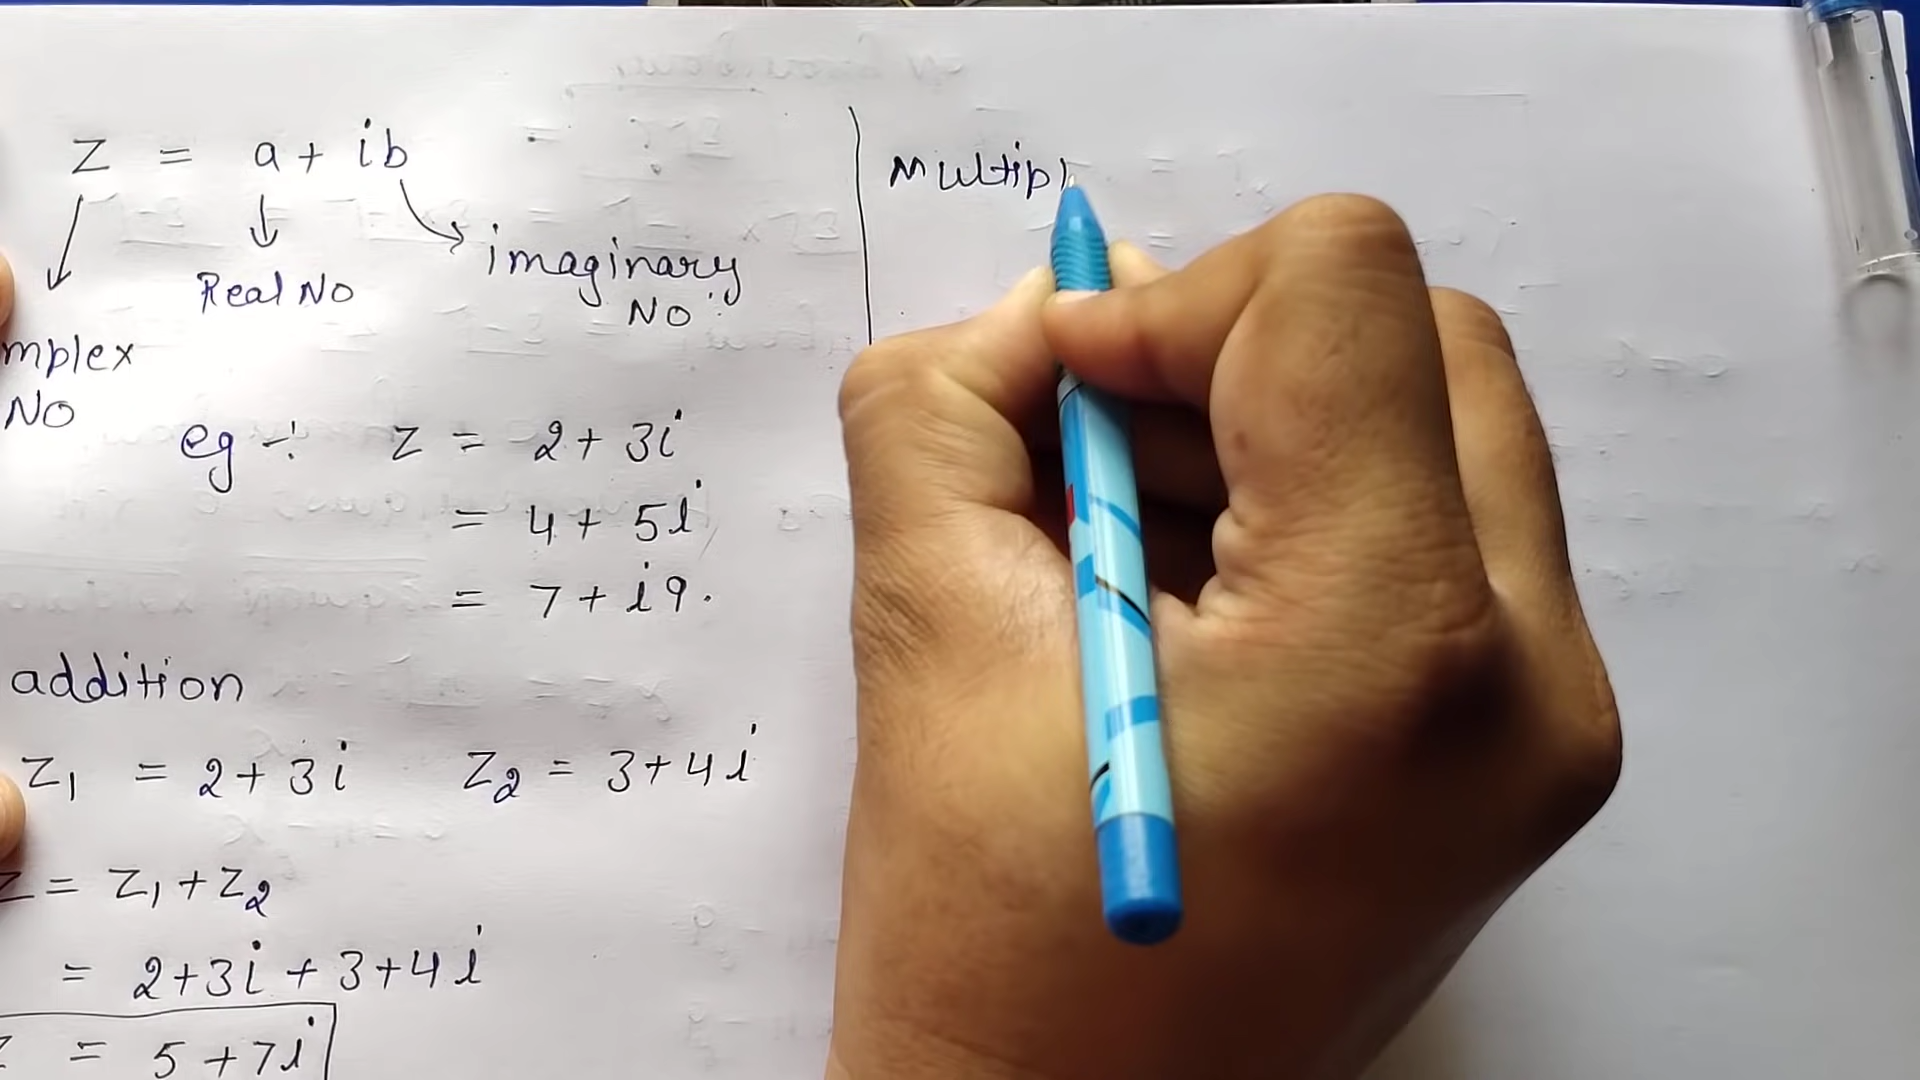 z = a + ib
Real No
imaginary
No.
mplex
NO
eg ÷ z = 2 + 3i
= 4 + 5i
= 7 + i9.
addition
z1 = 2 + 3i z2 = 3 + 4i
z = z1 + z2
= 2 + 3i + 3 + 4i
z = 5 + 7i
Multipl